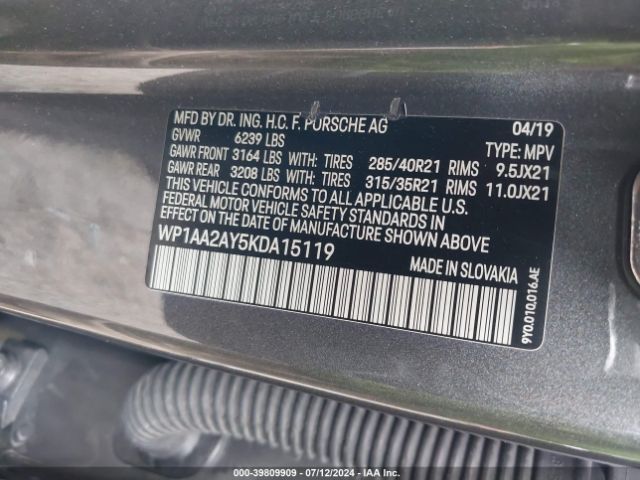 MFD BY DR. ING. H.C. F. PORSCHE AG 04/19
GVWR 6239 LBS TYPE: MPV
GAWR FRONT 3164 LBS WITH: TIRES 285/40R21 RIMS 9.5JX21
GAWR REAR 3208 LBS WITH: TIRES 315/35R21 RIMS 11.0JX21
THIS VEHICLE CONFORMS TO ALL APPLICABLE U.S.
FEDERAL MOTOR VEHICLE SAFETY STANDARDS IN
EFFECT ON THE DATE OF MANUFACTURE SHOWN ABOVE
WP1AA2AY5KDA15119
MADE IN SLOVAKIA
9Y0.010.016.AE
000-39809909 - 07/12/2024 - IAA Inc.